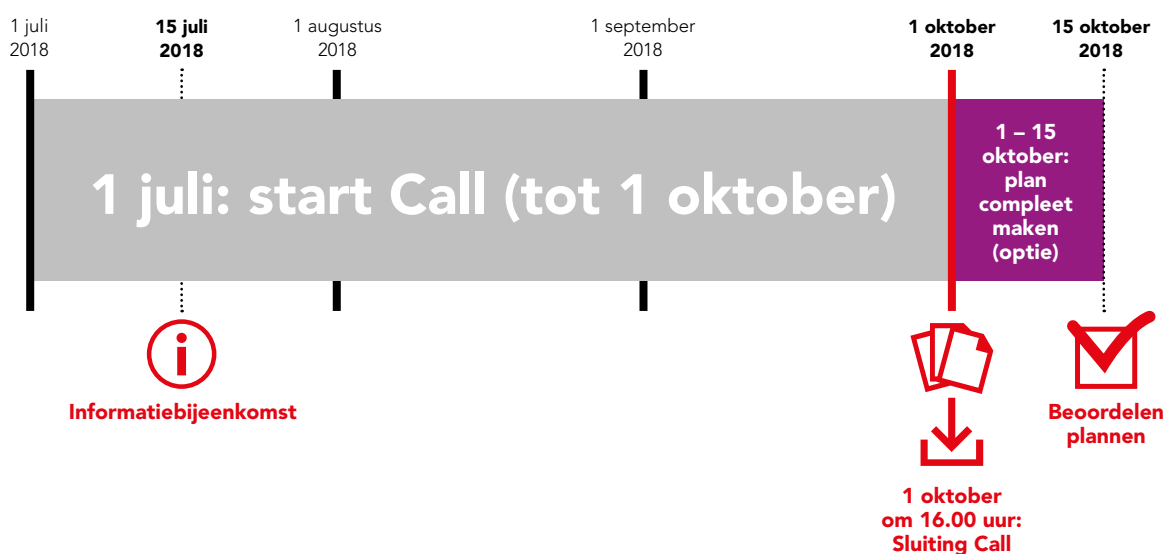 1 juli
2018
15 juli
2018
1 augustus
2018
1 september
2018
1 oktober
2018
15 oktober
2018
1 juli: start Call (tot 1 oktober)
1 – 15
oktober:
plan
compleet
maken
(optie)
i
Informatiebijeenkomst
1 oktober
om 16.00 uur:
Sluiting Call
Beoordelen
plannen